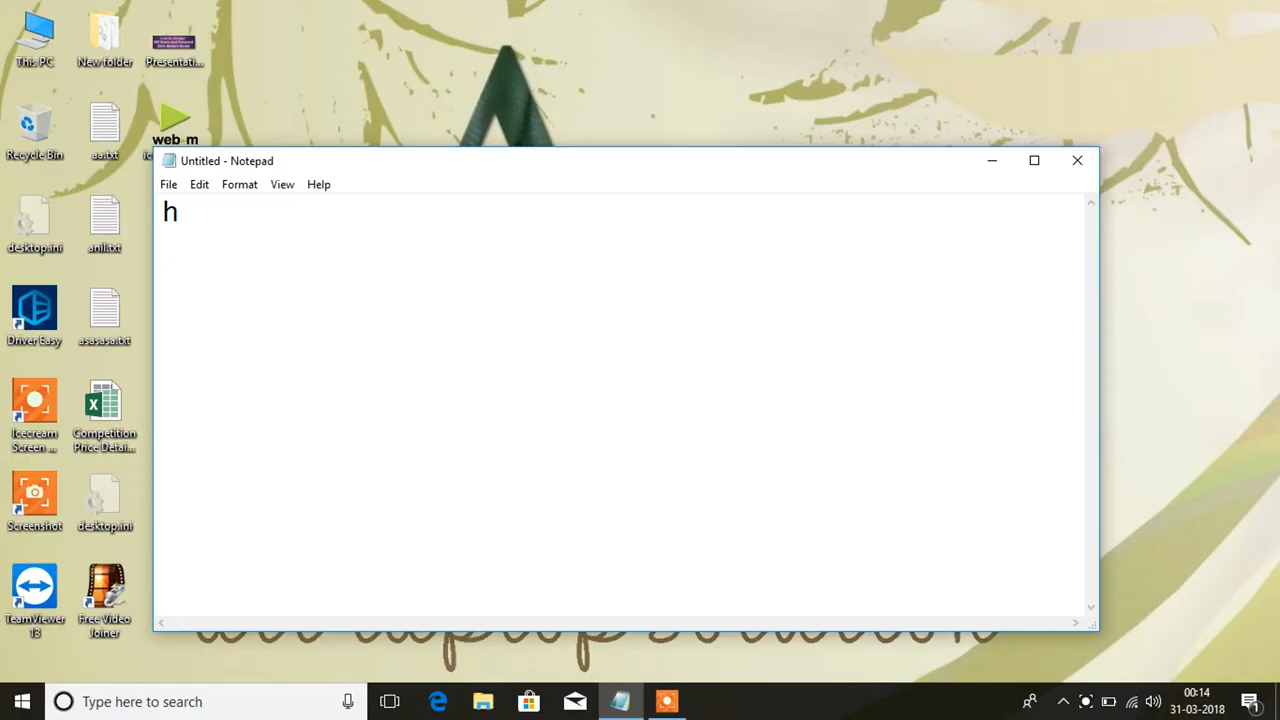 This PC
New folder
Presentati...
Recycle Bin
aa.txt
web m
desktop.ini
anil.txt
Driver Easy
asasasa.txt
Icecream
Screen ...
Competition
Price Detai...
Screenshot
desktop.ini
TeamViewer
13
Free Video
Joiner
Untitled - Notepad
File Edit Format View Help
h
Type here to search
00:14
31-03-2018
1